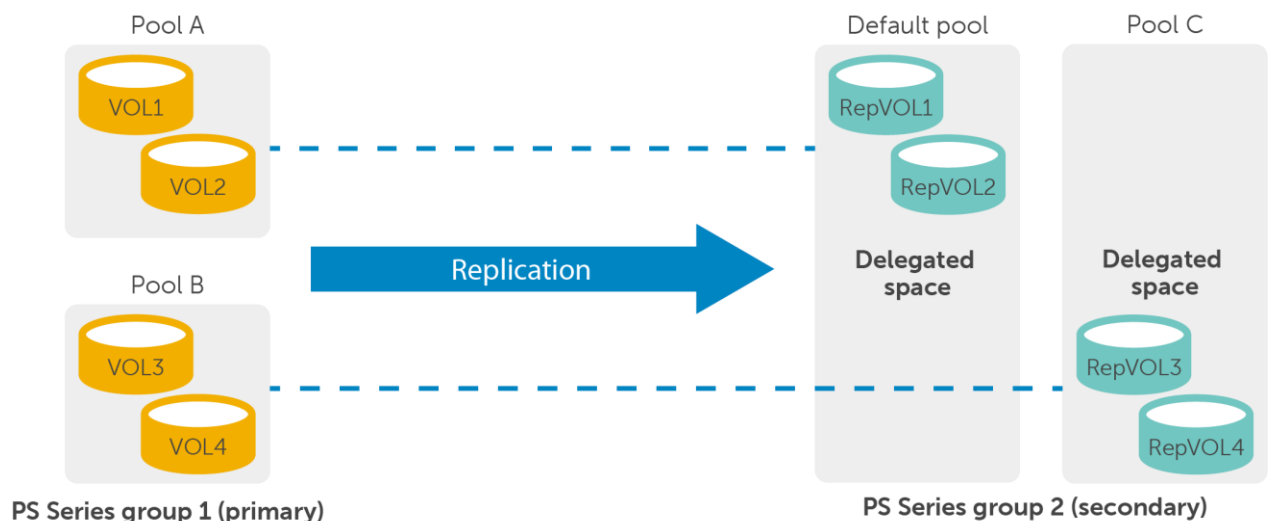 Pool A
VOL1
VOL2
Pool B
VOL3
VOL4
PS Series group 1 (primary)
Replication
Default pool
RepVOL1
RepVOL2
Delegated
space
Pool C
Delegated
space
RepVOL3
RepVOL4
PS Series group 2 (secondary)